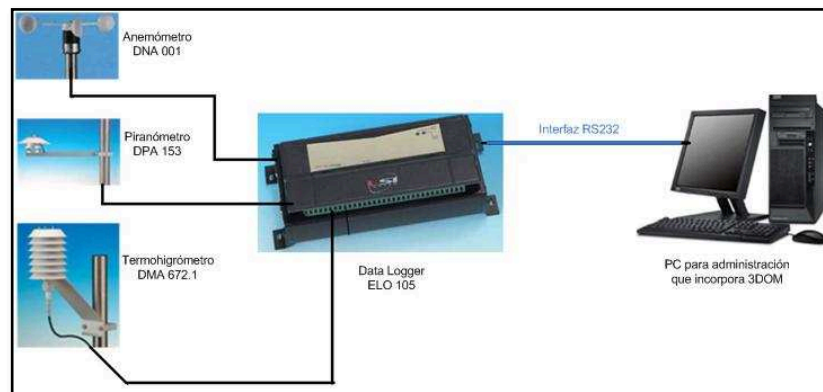 Anemómetro
DNA 001
Piranómetro
DPA 153
Termohigrómetro
DMA 672.1
Data Logger
ELO 105
Interfaz RS232
PC para administración
que incorpora 3DOM